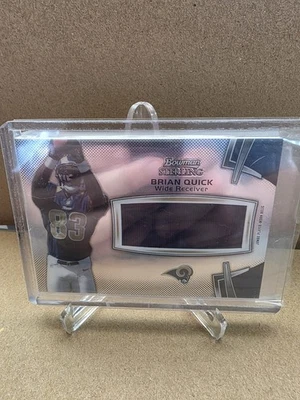 Bowman
STERLING
BRIAN QUICK
Wide Receiver
83